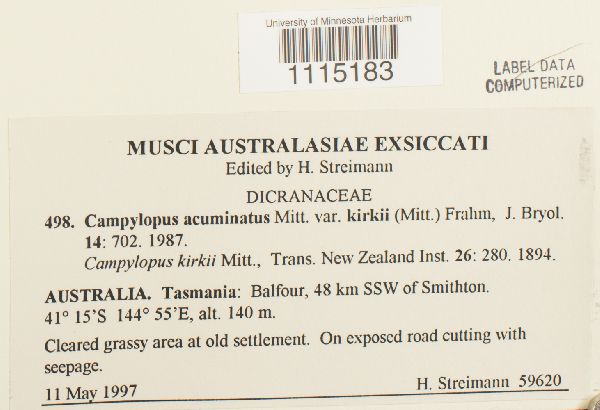 University of Minnesota Herbarium
1115183
LABEL DATA
COMPUTERIZED
MUSCI AUSTRALASIAE EXSICCATI
Edited by H. Streimann
DICRANACEAE
498. Campylopus acuminatus Mitt. var. kirkii (Mitt.) Frahm, J. Bryol.
14: 702. 1987.
Campylopus kirkii Mitt., Trans. New Zealand Inst. 26: 280. 1894.
AUSTRALIA. Tasmania: Balfour, 48 km SSW of Smithton.
41° 15'S 144° 55'E, alt. 140 m.
Cleared grassy area at old settlement. On exposed road cutting with
seepage.
11 May 1997 H. Streimann 59620